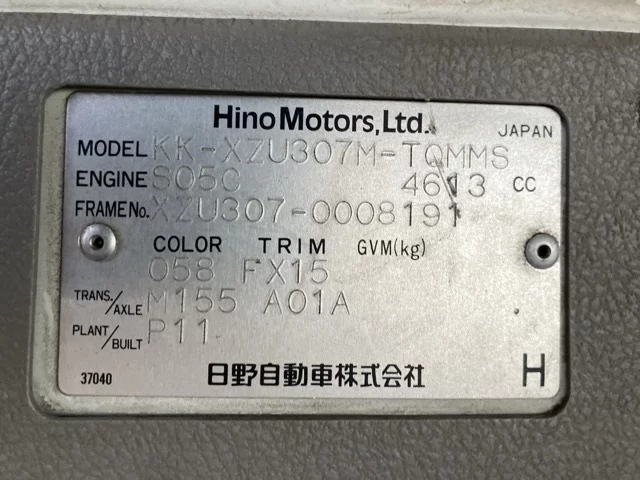 Hino Motors, Ltd. JAPAN
MODEL KK-XZU307M-TQMMS
ENGINE S05C 4613 CC
FRAME No. XZU307-0008191
COLOR TRIM GVM(kg)
058 FX15
TRANS./AXLE M155 A01A
PLANT/BUILT P11
37040 日野自動車株式会社 H